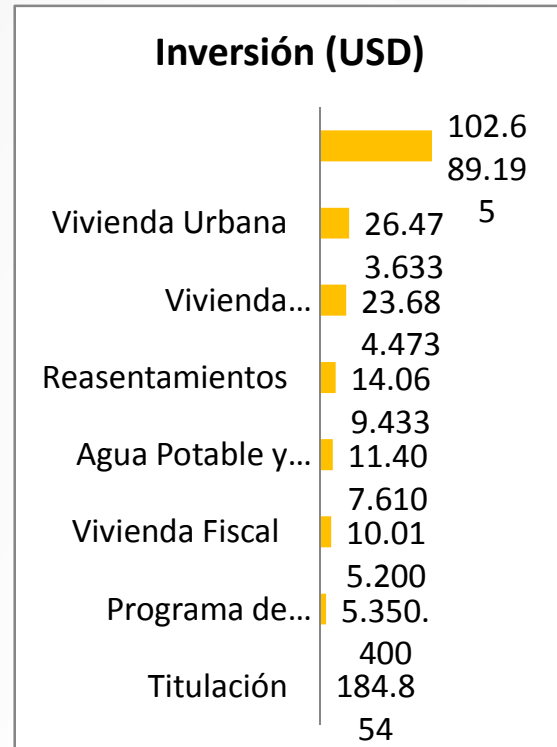 Inversión (USD)
102.6
89.19
5
Vivienda Urbana
26.47
3.633
Vivienda...
23.68
4.473
Reasentamientos
14.06
9.433
Agua Potable y...
11.40
7.610
Vivienda Fiscal
10.01
5.200
Programa de...
5.350.
400
Titulación
184.8
54